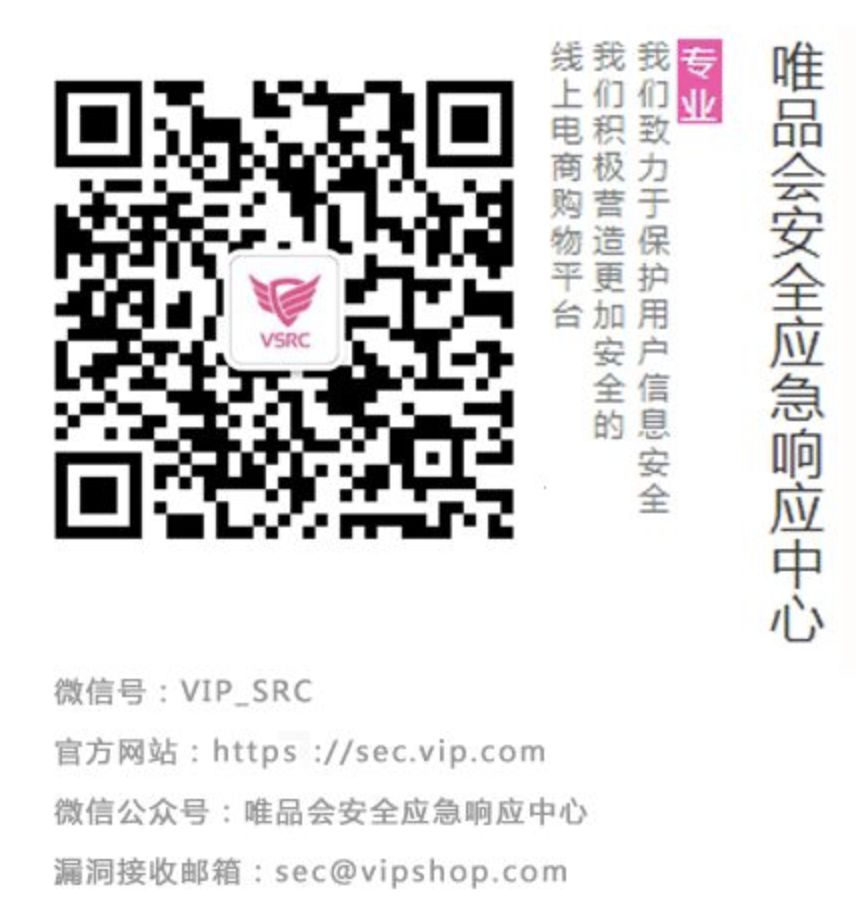 唯品会安全应急响应中心
专业
我们致力于保护用户信息安全
我们积极营造更加安全的
线上电商购物平台
VSRC
微信号：VIP_SRC
官方网站：https ://sec.vip.com
微信公众号：唯品会安全应急响应中心
漏洞接收邮箱：sec@vipshop.com